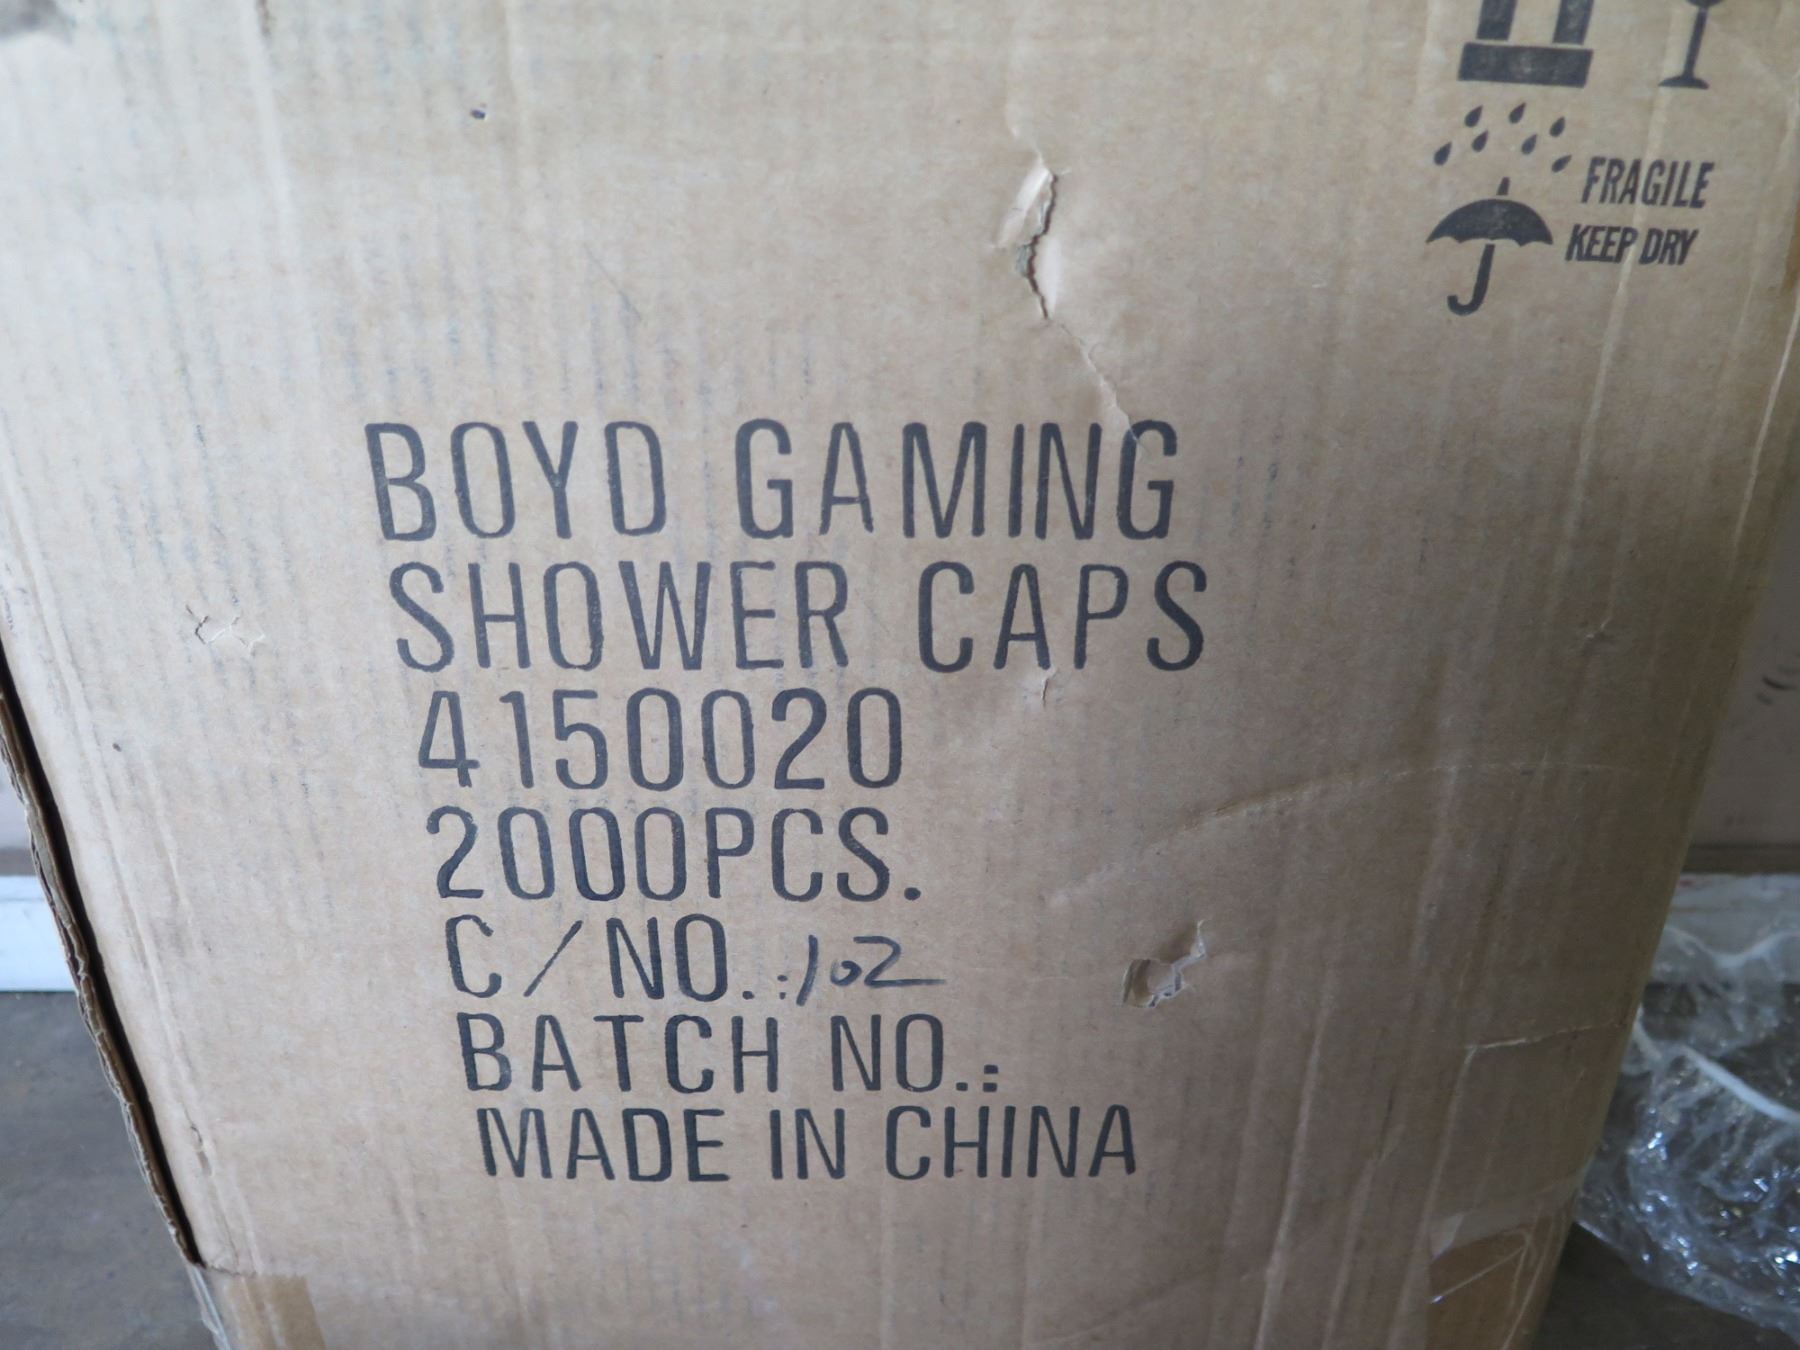 FRAGILE
KEEP DRY
BOYD GAMING
SHOWER CAPS
4150020
2000PCS.
C/NO.:102
BATCH NO.:
MADE IN CHINA